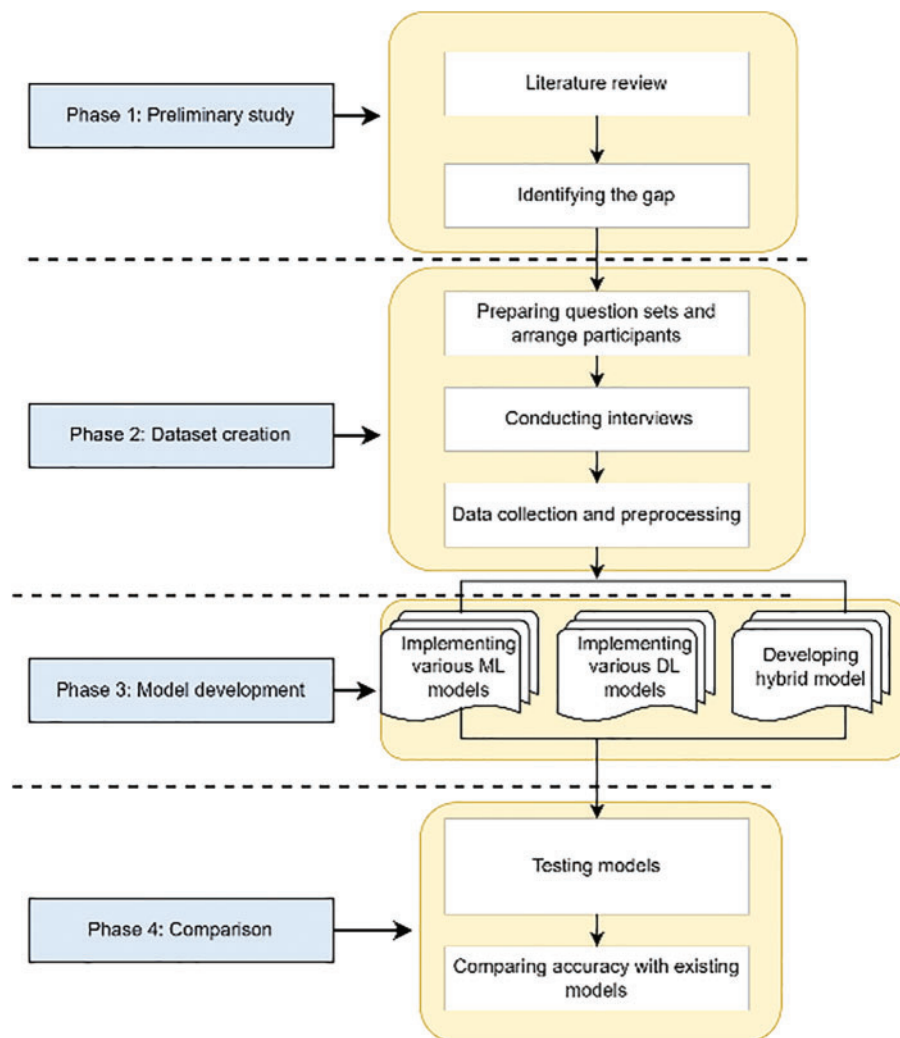 Literature review
Phase 1: Preliminary study
Identifying the gap
Preparing question sets and
arrange participants
Phase 2: Dataset creation
Conducting interviews
Data collection and preprocessing
Phase 3: Model development
Implementing
various ML
models
Implementing
various DL
models
Developing
hybrid model
Testing models
Phase 4: Comparison
Comparing accuracy with existing
models